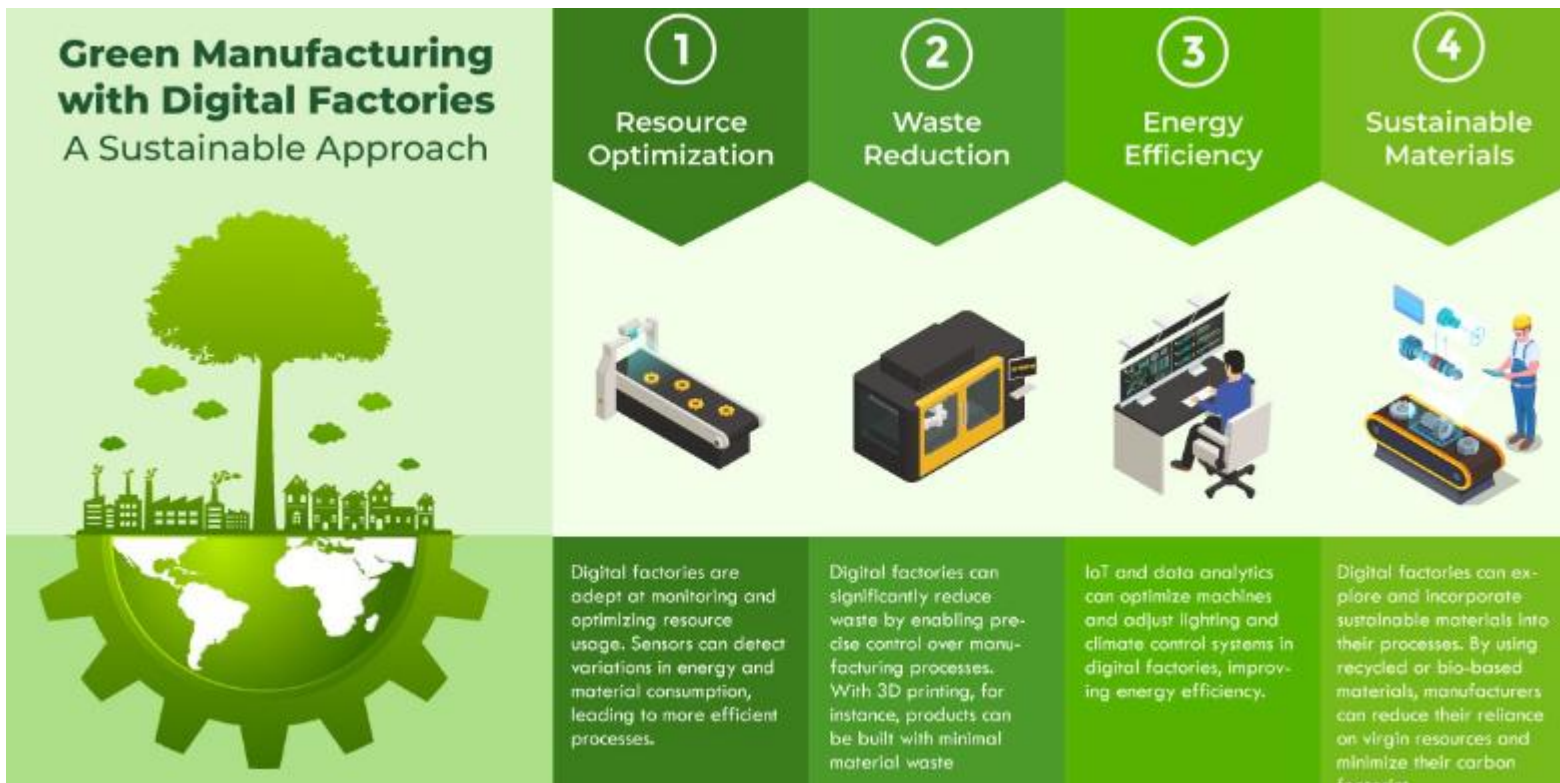 Green Manufacturing
with Digital Factories
A Sustainable Approach
1
Resource
Optimization
Digital factories are
adept at monitoring and
optimizing resource
usage. Sensors can detect
variations in energy and
material consumption,
leading to more efficient
processes.
2
Waste
Reduction
Digital factories can
significantly reduce
waste by enabling pre-
cise control over manu-
facturing processes.
With 3D printing, for
instance, products can
be built with minimal
material waste
3
Energy
Efficiency
IoT and data analytics
can optimize machines
and adjust lighting and
climate control systems in
digital factories, improv-
ing energy efficiency.
4
Sustainable
Materials
Digital factories can ex-
plore and incorporate
sustainable materials into
their processes. By using
recycled or bio-based
materials, manufacturers
can reduce their reliance
on virgin resources and
minimize their carbon